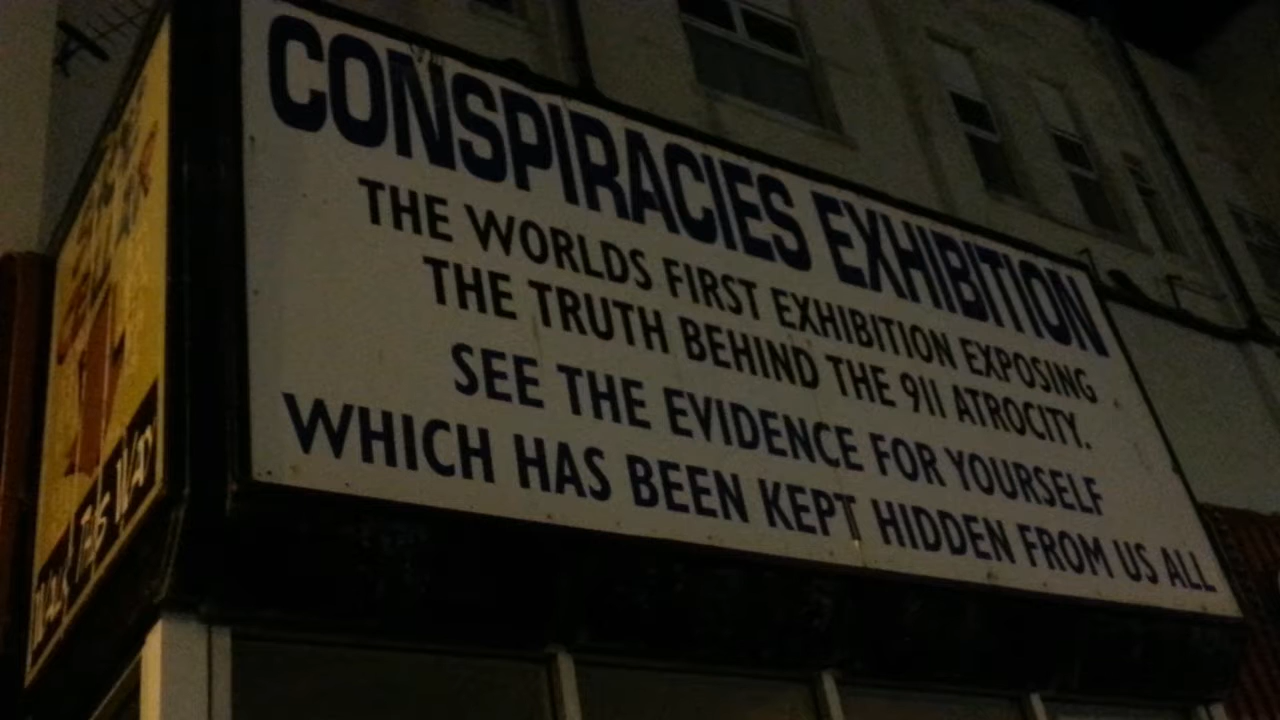 CONSPIRACIES EXHIBITION
THE WORLDS FIRST EXHIBITION EXPOSING
THE TRUTH BEHIND THE 911 ATROCITY.
SEE THE EVIDENCE FOR YOURSELF
WHICH HAS BEEN KEPT HIDDEN FROM US ALL